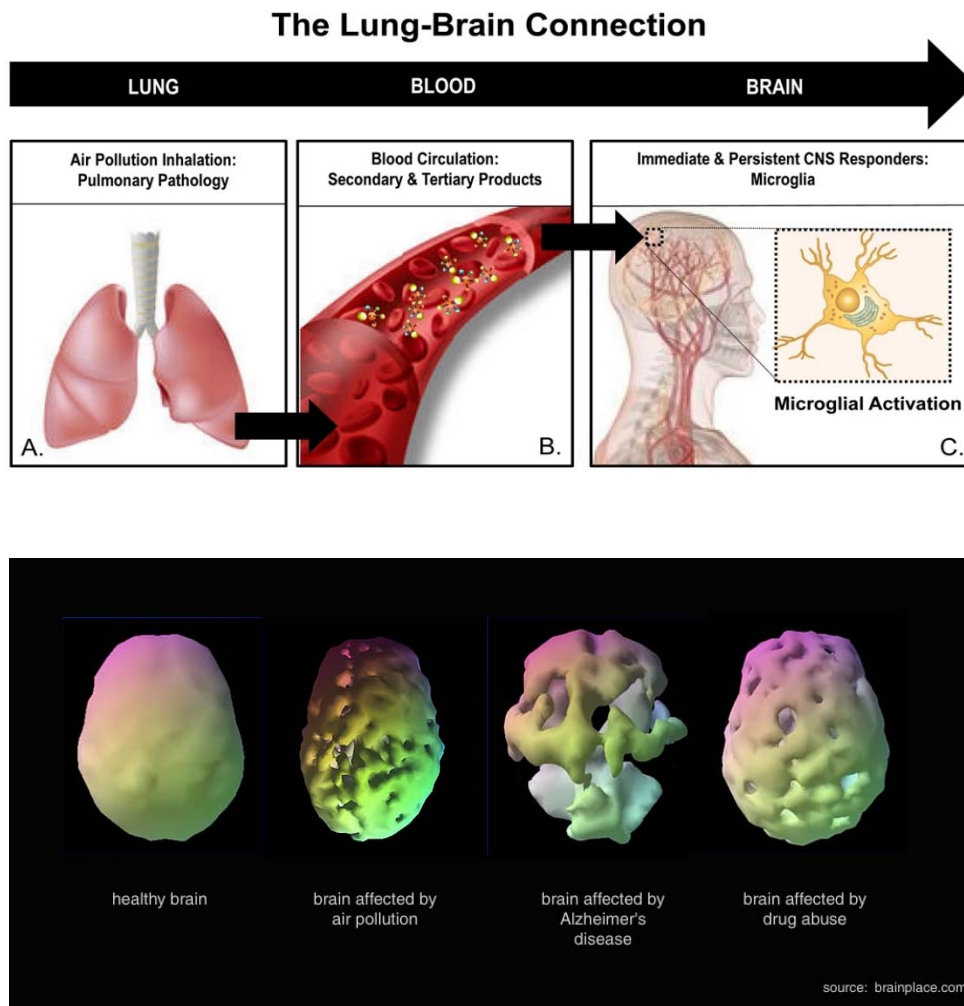 The Lung-Brain Connection
LUNG
BLOOD
BRAIN
Air Pollution Inhalation:
Pulmonary Pathology
Blood Circulation:
Secondary & Tertiary Products
Immediate & Persistent CNS Responders:
Microglia
A.
B.
Microglial Activation
C.
healthy brain
brain affected by
air pollution
brain affected by
Alzheimer's
disease
brain affected by
drug abuse
source: brainplace.com